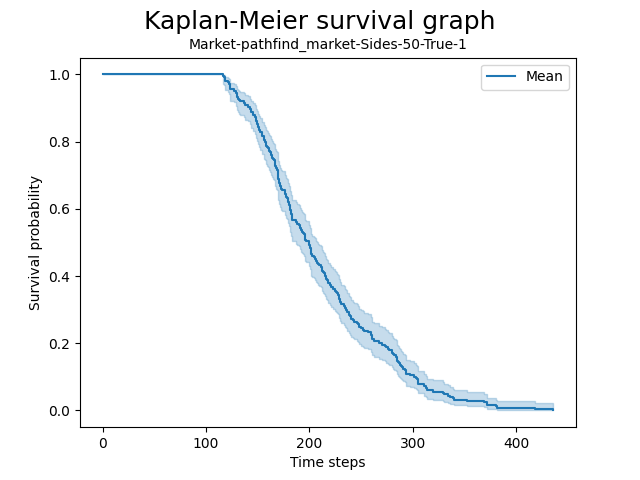 Kaplan-Meier survival graph
Market-pathfind_market-Sides-50-True-1
Mean
1.0
0.8
0.6
0.4
0.2
0.0
Survival probability
0 100 200 300 400
Time steps